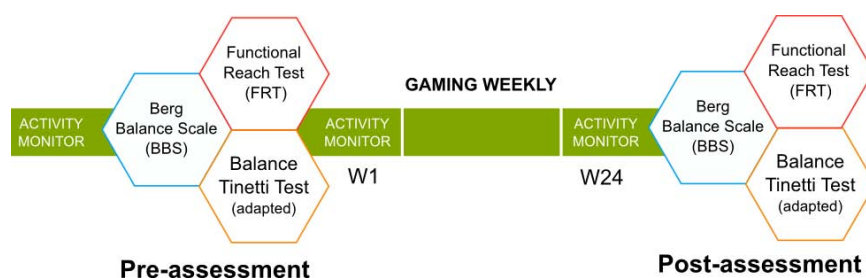 ACTIVITY
MONITOR
Berg
Balance Scale
(BBS)
Functional
Reach Test
(FRT)
Balance
Tinetti Test
(adapted)
Pre-assessment
ACTIVITY
MONITOR
W1
GAMING WEEKLY
ACTIVITY
MONITOR
W24
Berg
Balance Scale
(BBS)
Functional
Reach Test
(FRT)
Balance
Tinetti Test
(adapted)
Post-assessment